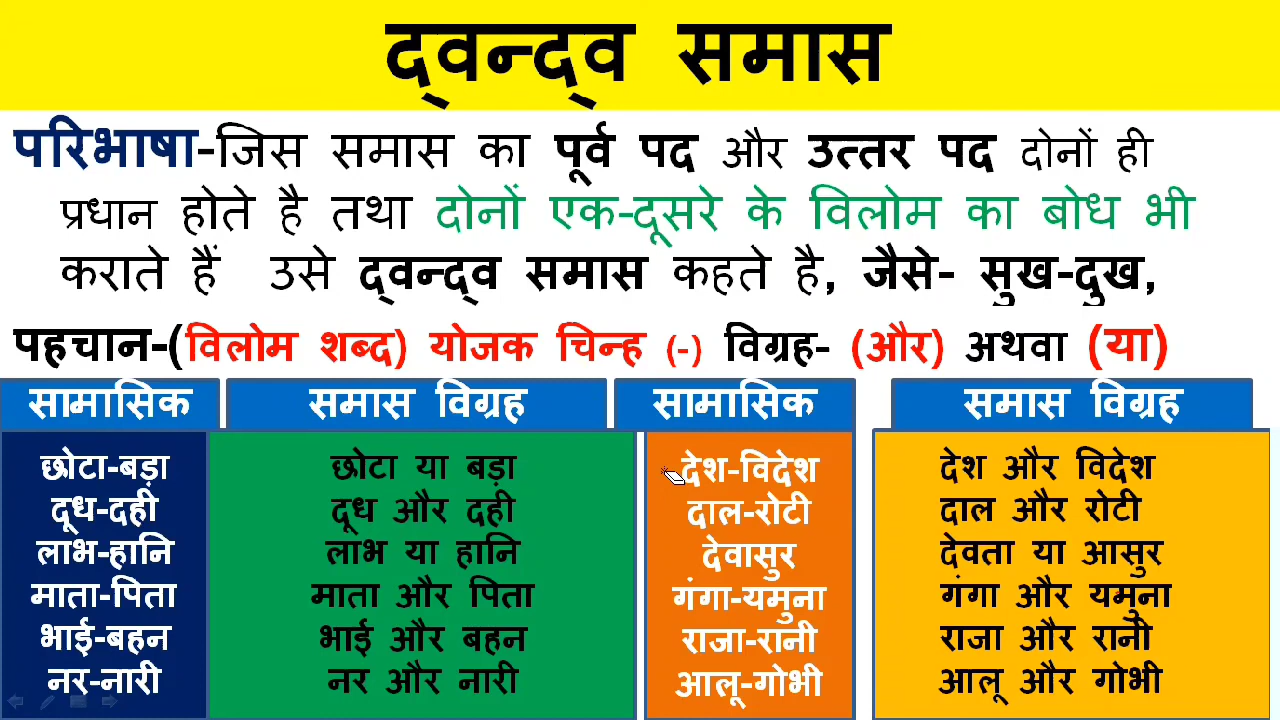 द्वन्द्व समास
परिभाषा-जिस समास का पूर्व पद और उत्तर पद दोनों ही
प्रधान होते है तथा दोनों एक-दूसरे के विलोम का बोध भी
कराते हैं उसे द्वन्द्व समास कहते है, जैसे- सुख-दुख,
पहचान-(विलोम शब्द) योजक चिन्ह (-) विग्रह- (और) अथवा (या)
सामासिक समास विग्रह सामासिक समास विग्रह
छोटा-बड़ा छोटा या बड़ा देश-विदेश देश और विदेश
दूध-दही दूध और दही दाल-रोटी दाल और रोटी
लाभ-हानि लाभ या हानि देवासुर देवता या आसुर
माता-पिता माता और पिता गंगा-यमुना गंगा और यमुना
भाई-बहन भाई और बहन राजा-रानी राजा और रानी
नर-नारी नर और नारी आलू-गोभी आलू और गोभी